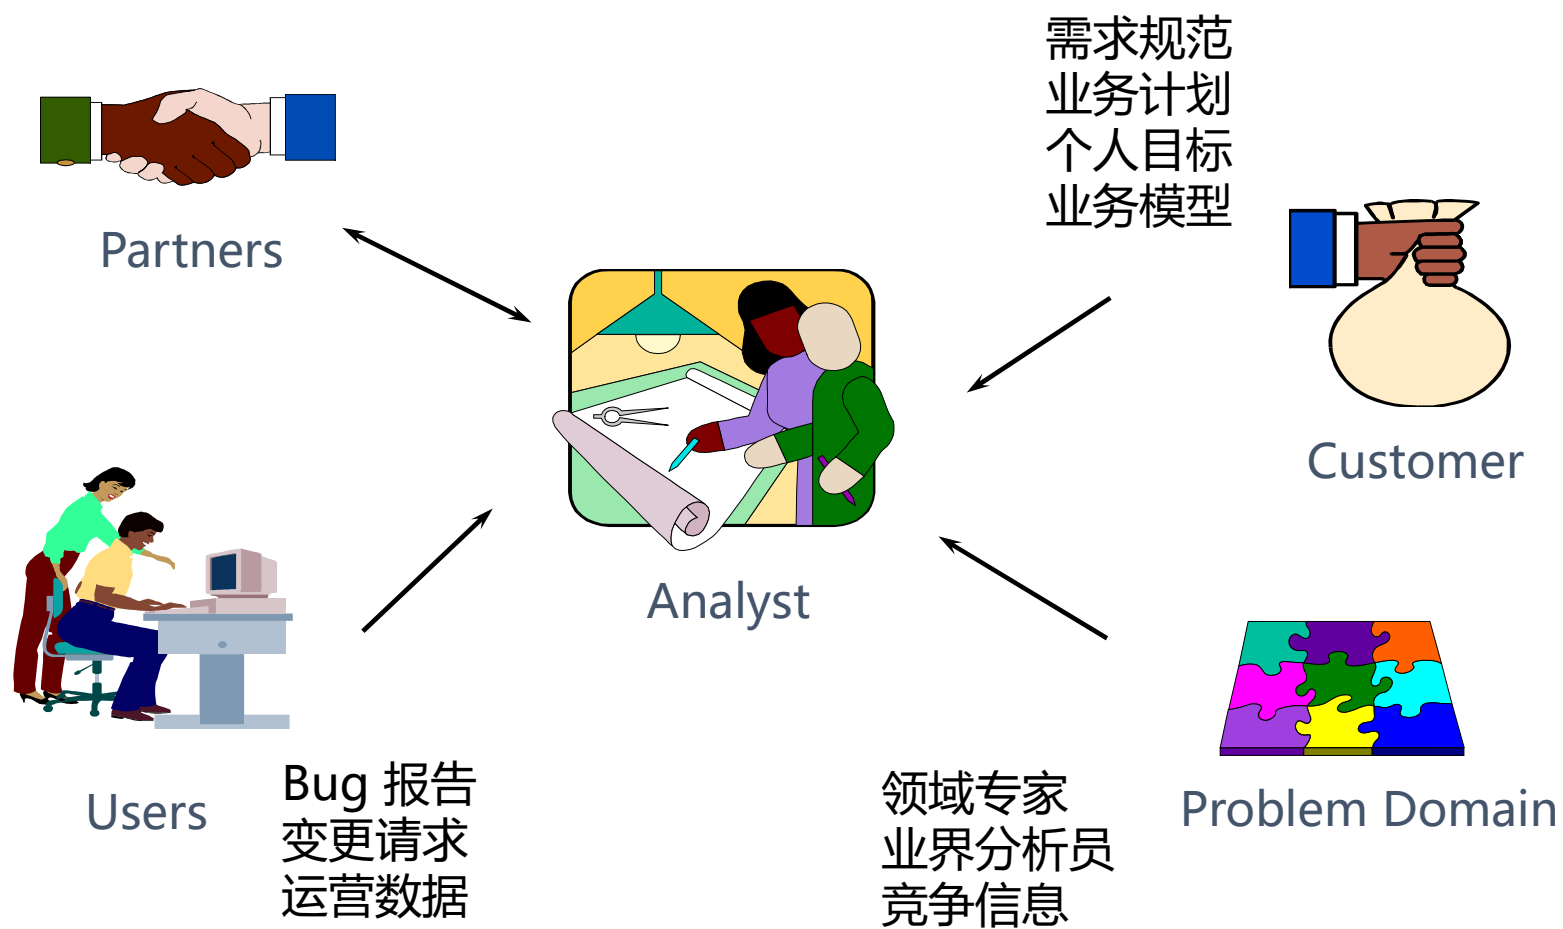 需求规范
业务计划
个人目标
业务模型
Partners
Customer
Analyst
Users
Bug 报告
变更请求
运营数据
领域专家
业界分析员
竞争信息
Problem Domain